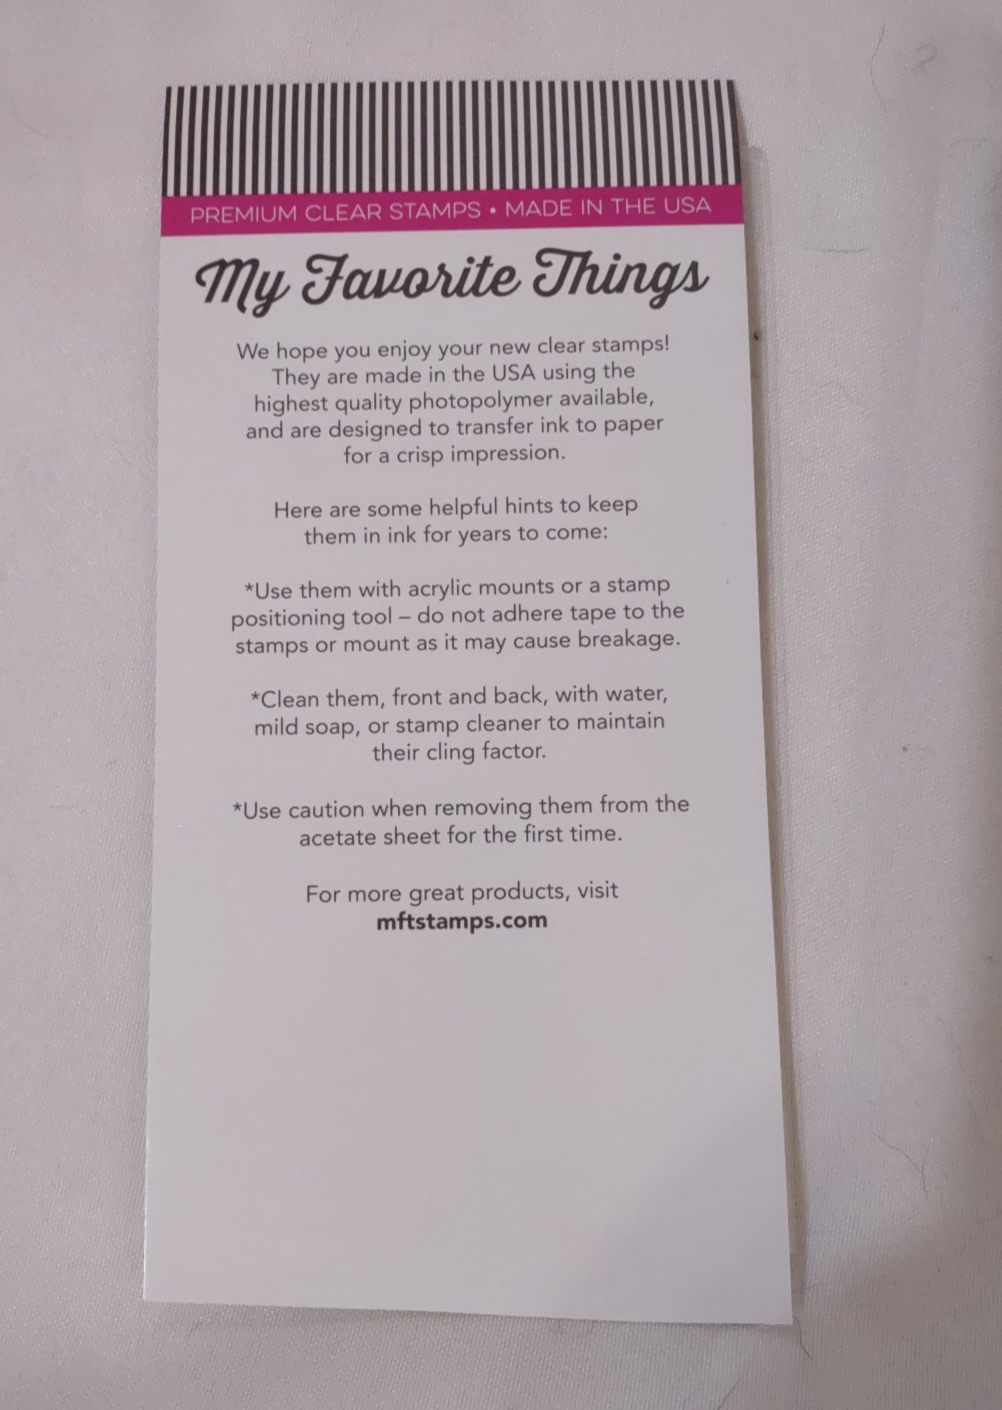 PREMIUM CLEAR STAMPS • MADE IN THE USA
My Favorite Things
We hope you enjoy your new clear stamps!
They are made in the USA using the
highest quality photopolymer available,
and are designed to transfer ink to paper
for a crisp impression.
Here are some helpful hints to keep
them in ink for years to come:
*Use them with acrylic mounts or a stamp
positioning tool – do not adhere tape to the
stamps or mount as it may cause breakage.
*Clean them, front and back, with water,
mild soap, or stamp cleaner to maintain
their cling factor.
*Use caution when removing them from the
acetate sheet for the first time.
For more great products, visit
mftstamps.com